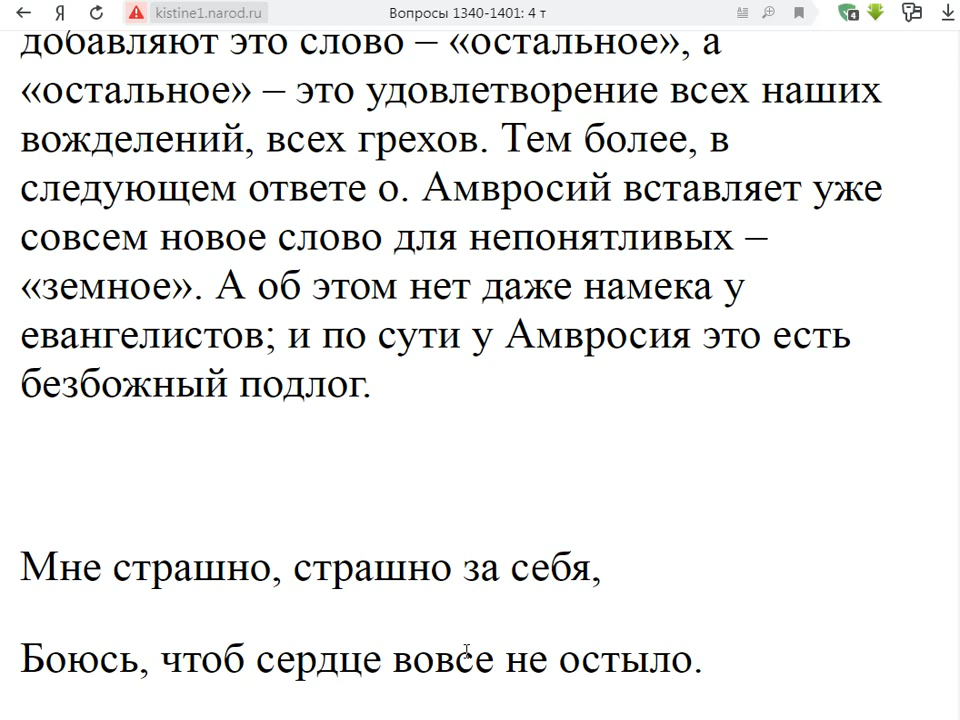 kistine1.narod.ru
Вопросы 1340-1401: 4 т
4
добавляют это слово – «остальное», а
«остальное» – это удовлетворение всех наших
вожделений, всех грехов. Тем более, в
следующем ответе о. Амвросий вставляет уже
совсем новое слово для непонятливых –
«земное». А об этом нет даже намека у
евангелистов; и по сути у Амвросия это есть
безбожный подлог.
Мне страшно, страшно за себя,
Боюсь, чтоб сердце вовсе не остыло.